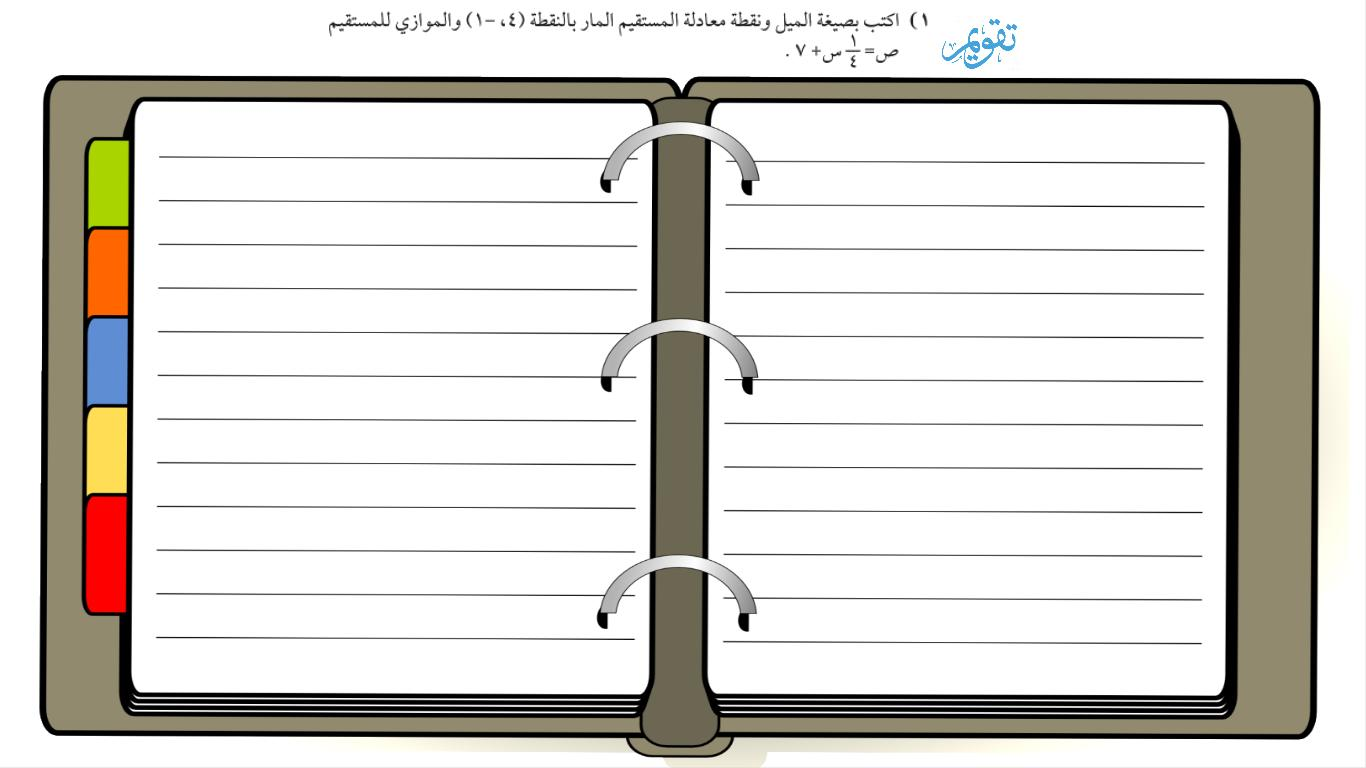 تقويم
١) اكتب بصيغة الميل ونقطة معادلة المستقيم المار بالنقطة (٤، -١) والموازي للمستقيم
ص= ١/٤ س+ ٧ .